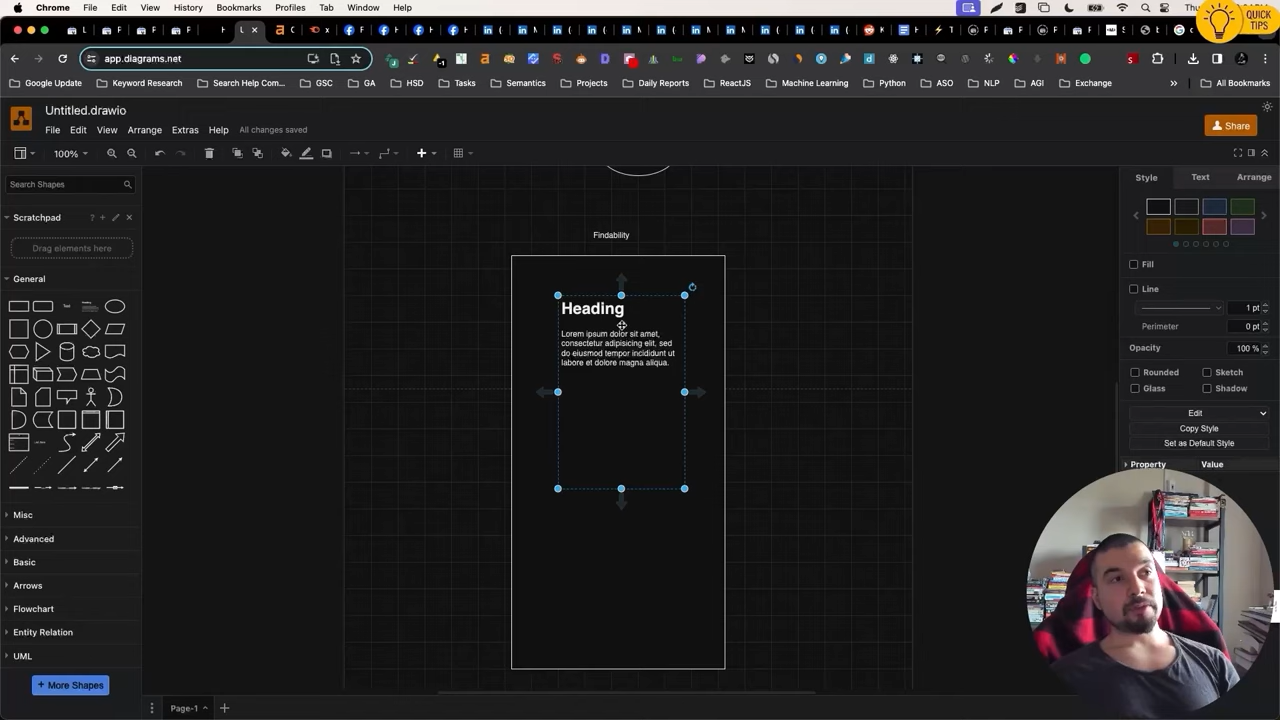 Chrome File Edit View History Bookmarks Profiles Tab Window Help
QUICK
TIPS
app.diagrams.net
Google Update Keyword Research Search Help Com... GSC GA HSD Tasks Semantics Projects Daily Reports ReactJS Machine Learning Python ASO NLP AGI Exchange » All Bookmarks
Untitled.drawio
File Edit View Arrange Extras Help All changes saved
Share
100%
Search Shapes
Style Text Arrange
Scratchpad
Drag elements here
Findability
General
Fill
Line
1 pt
Perimeter 0 pt
Opacity 100 %
Rounded Sketch
Glass Shadow
Edit
Copy Style
Set as Default Style
Property Value
Heading
Lorem ipsum dolor sit amet,
consectetur adipisicing elit, sed
do eiusmod tempor incididunt ut
labore et dolore magna aliqua.
Misc
Advanced
Basic
Arrows
Flowchart
Entity Relation
UML
+ More Shapes
Page-1